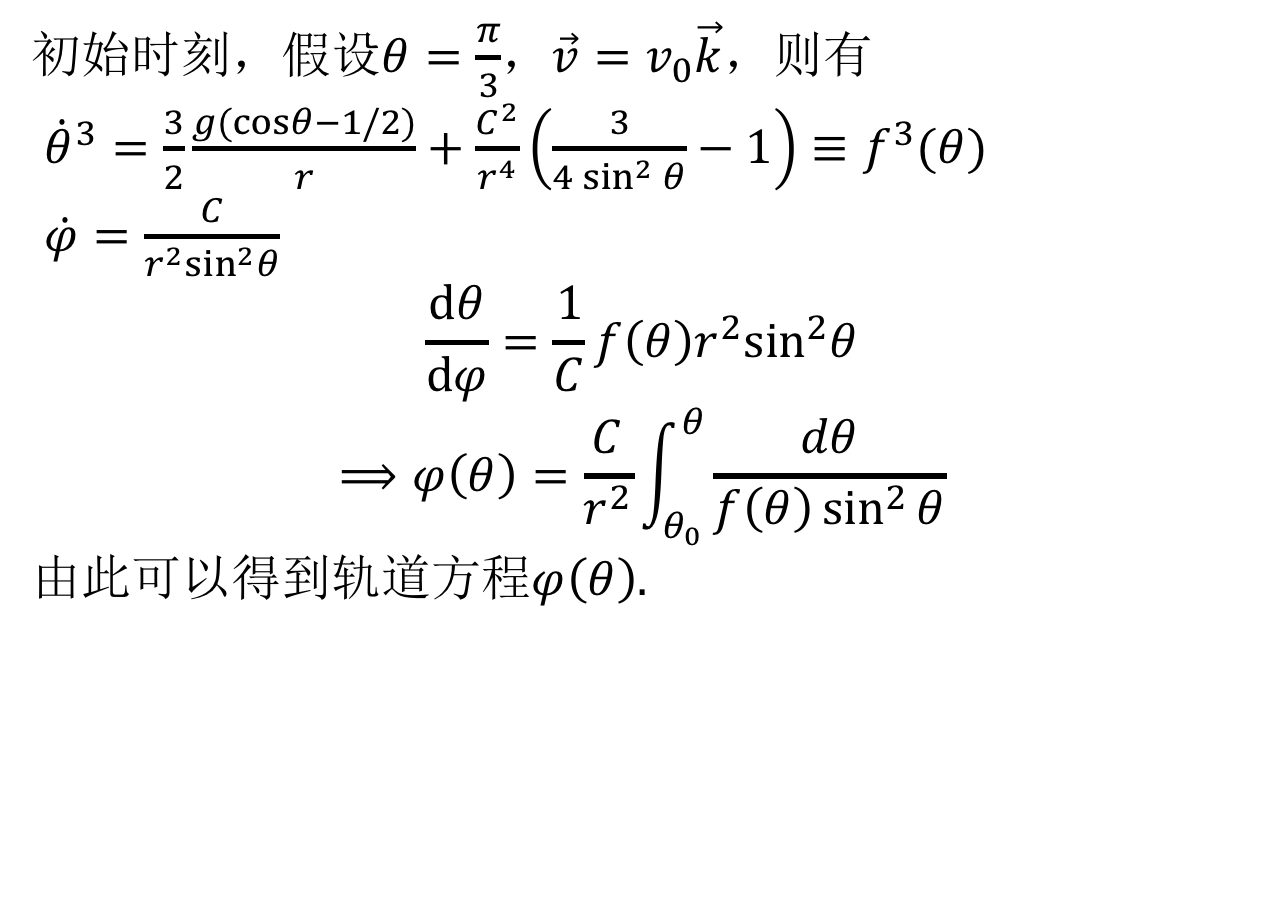 初始时刻，假设θ = π/3，v⃗ = v₀k⃗，则有
θ̇³ = (3/2) g(cosθ−1/2)/r + C²/r⁴ (3/(4 sin² θ) − 1) ≡ f³(θ)
φ̇ = C/(r²sin²θ)
dθ/dφ = (1/C) f(θ)r²sin²θ
⟹ φ(θ) = C/r² ∫_{θ₀}^{θ} dθ/(f(θ) sin² θ)
由此可以得到轨道方程φ(θ).